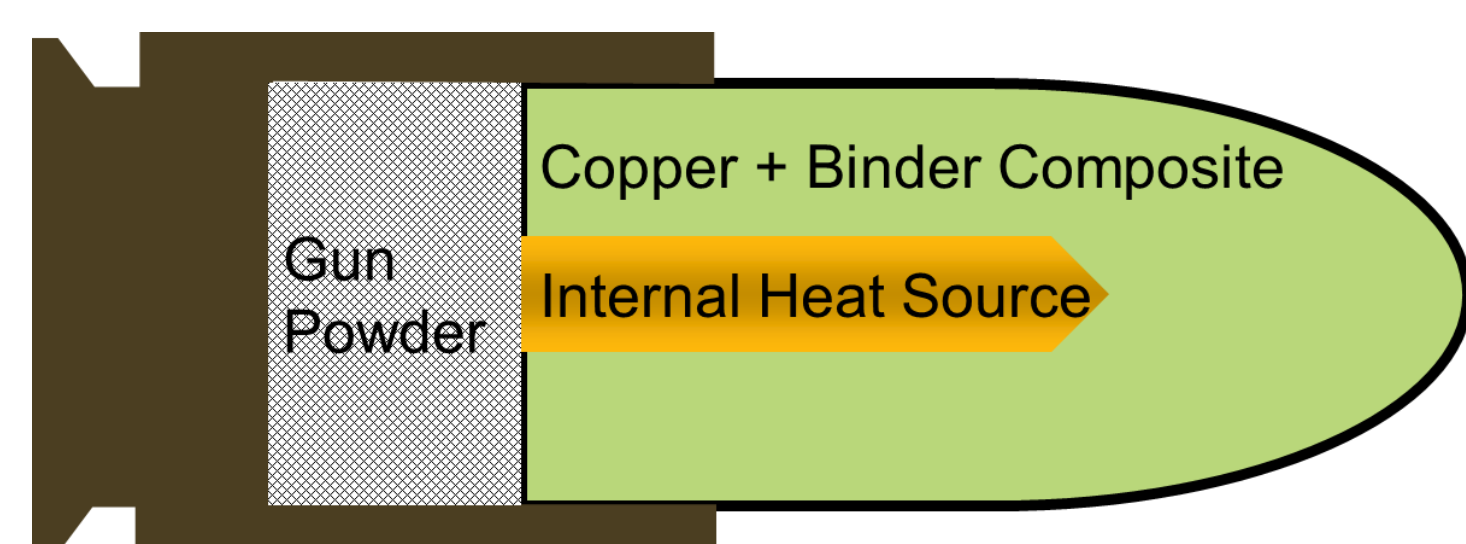 Copper + Binder Composite
Gun
Powder
Internal Heat Source